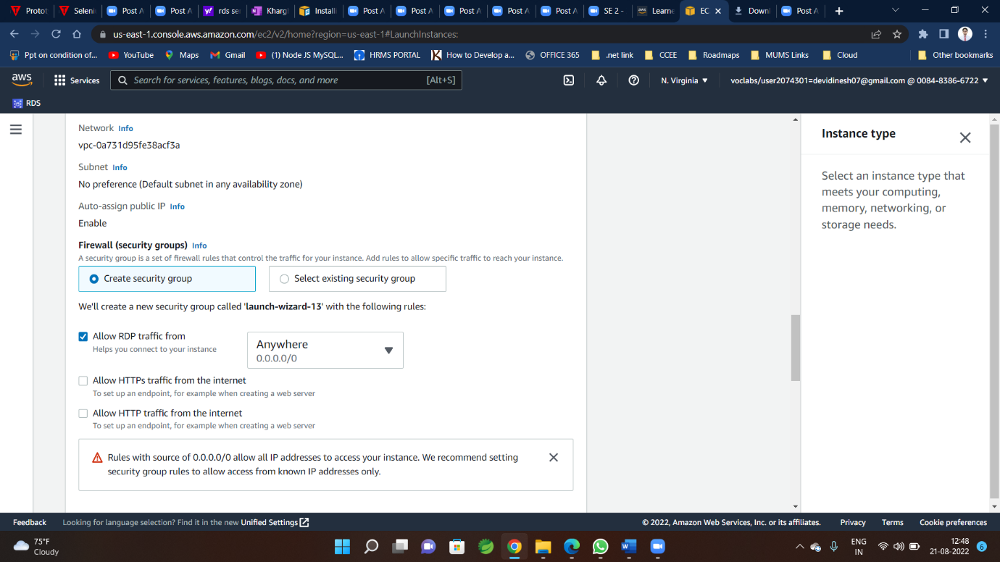 Protot
Seleni
Post A
Post A
rds se
Kharg
Install
Post A
Post A
Post A
Post A
Post A
SE 2 -
aws Learne
EC
Downl
Post A
us-east-1.console.aws.amazon.com/ec2/v2/home?region=us-east-1#LaunchInstances:
Ppt on condition of...
YouTube
Maps
Gmail
(1) Node JS MySQL...
HRMS PORTAL
How to Develop a...
OFFICE 365
.net link
CCEE
Roadmaps
MUMS Links
Cloud
Other bookmarks
aws
Services
Search for services, features, blogs, docs, and more
[Alt+S]
N. Virginia
voclabs/user2074301=devidinesh07@gmail.com @ 0084-8386-6722
RDS
Network Info
vpc-0a731d95fe38acf3a
Subnet Info
No preference (Default subnet in any availability zone)
Auto-assign public IP Info
Enable
Firewall (security groups) Info
A security group is a set of firewall rules that control the traffic for your instance. Add rules to allow specific traffic to reach your instance.
Create security group
Select existing security group
We'll create a new security group called 'launch-wizard-13' with the following rules:
Allow RDP traffic from
Helps you connect to your instance
Anywhere
0.0.0.0/0
Allow HTTPs traffic from the internet
To set up an endpoint, for example when creating a web server
Allow HTTP traffic from the internet
To set up an endpoint, for example when creating a web server
Rules with source of 0.0.0.0/0 allow all IP addresses to access your instance. We recommend setting
security group rules to allow access from known IP addresses only.
Instance type
Select an instance type that
meets your computing,
memory, networking, or
storage needs.
Feedback
Looking for language selection? Find it in the new Unified Settings
© 2022, Amazon Web Services, Inc. or its affiliates.
Privacy
Terms
Cookie preferences
75°F
Cloudy
ENG
IN
12:48
21-08-2022
6